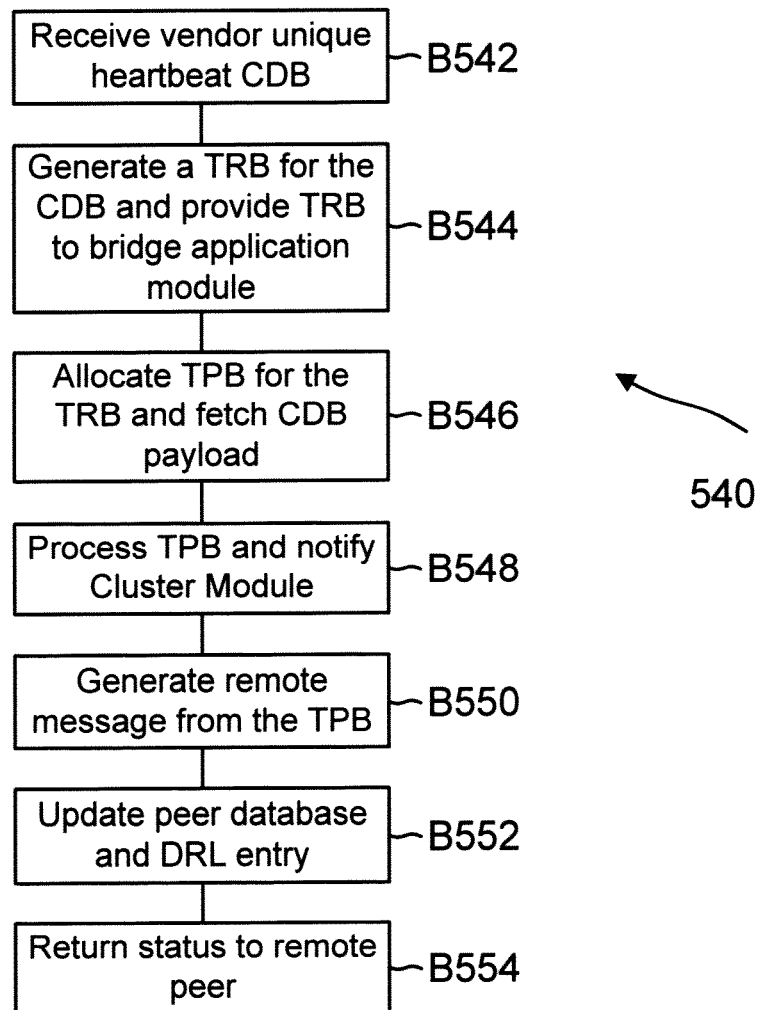 Receive vendor unique
heartbeat CDB
B542
Generate a TRB for the
CDB and provide TRB
to bridge application
module
B544
Allocate TPB for the
TRB and fetch CDB
payload
B546
540
Process TPB and notify
Cluster Module
B548
Generate remote
message from the TPB
B550
Update peer database
and DRL entry
B552
Return status to remote
peer
B554